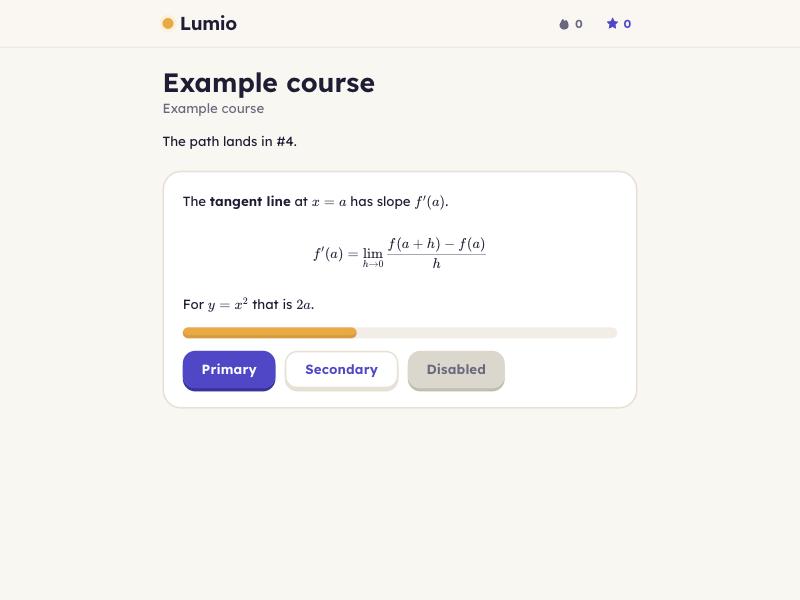 Lumio
0
0
Example course
Example course
The path lands in #4.
The tangent line at x = a has slope f′(a).
f′(a) = lim h→0 f(a + h) − f(a) / h
For y = x² that is 2a.
Primary
Secondary
Disabled